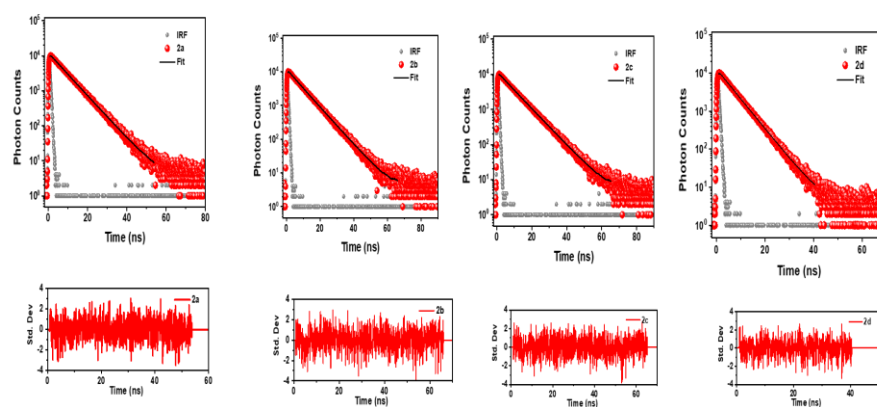 10⁵
10⁴
10³
10²
10¹
10⁰
Photon Counts
IRF
2a
Fit
0 20 40 60 80
Time (ns)
10⁵
10⁴
10³
10²
10¹
10⁰
Photon Counts
IRF
2b
Fit
0 20 40 60 80
Time (ns)
10⁵
10⁴
10³
10²
10¹
10⁰
Photon Counts
IRF
2c
Fit
0 20 40 60 80
Time (ns)
10⁵
10⁴
10³
10²
10¹
10⁰
Photon Counts
IRF
2d
Fit
0 20 40 60
Time (ns)
4
2
0
-2
-4
Std. Dev
2a
0 20 40 60
Time (ns)
4
2
0
-2
-4
Std. Dev
2b
0 20 40 60
Time (ns)
4
2
0
-2
-4
Std. Dev
2c
0 20 40 60
Time (ns)
4
2
0
-2
-4
Std. Dev
2d
0 10 20 30 40 50
Time (ns)